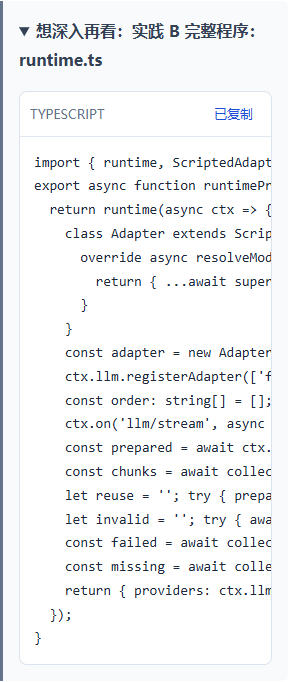 ▼ 想深入再看：实践 B 完整程序：
runtime.ts
TYPESCRIPT 已复制
import { runtime, ScriptedAdapt
export async function runtimePr
return runtime(async ctx => {
class Adapter extends Scrip
override async resolveMod
return { ...await super
}
}
const adapter = new Adapter
ctx.llm.registerAdapter(['f
const order: string[] = [];
ctx.on('llm/stream', async
const prepared = await ctx.
const chunks = await collec
let reuse = ''; try { prepa
let invalid = ''; try { awa
const failed = await collec
const missing = await colle
return { providers: ctx.llm
});
}